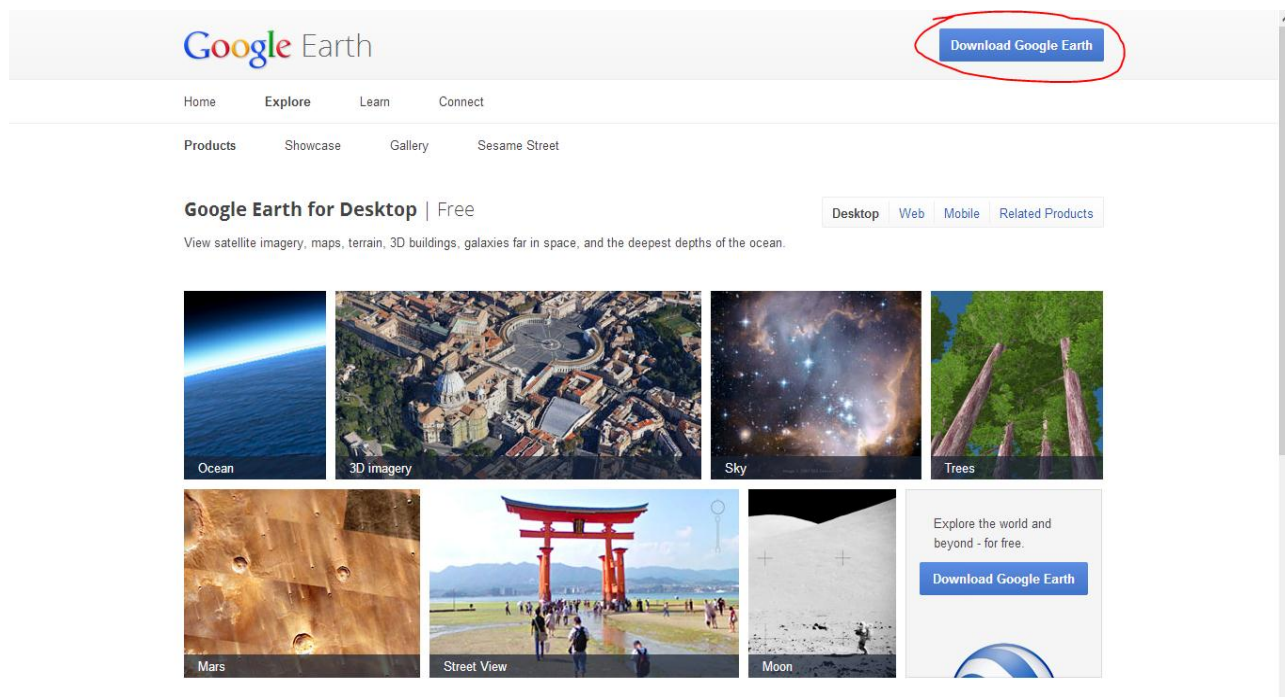 Google Earth
Download Google Earth
Home Explore Learn Connect
Products Showcase Gallery Sesame Street
Google Earth for Desktop | Free
Desktop Web Mobile Related Products
View satellite imagery, maps, terrain, 3D buildings, galaxies far in space, and the deepest depths of the ocean.
Ocean
3D imagery
Sky
Trees
Mars
Street View
Moon
Explore the world and
beyond - for free.
Download Google Earth